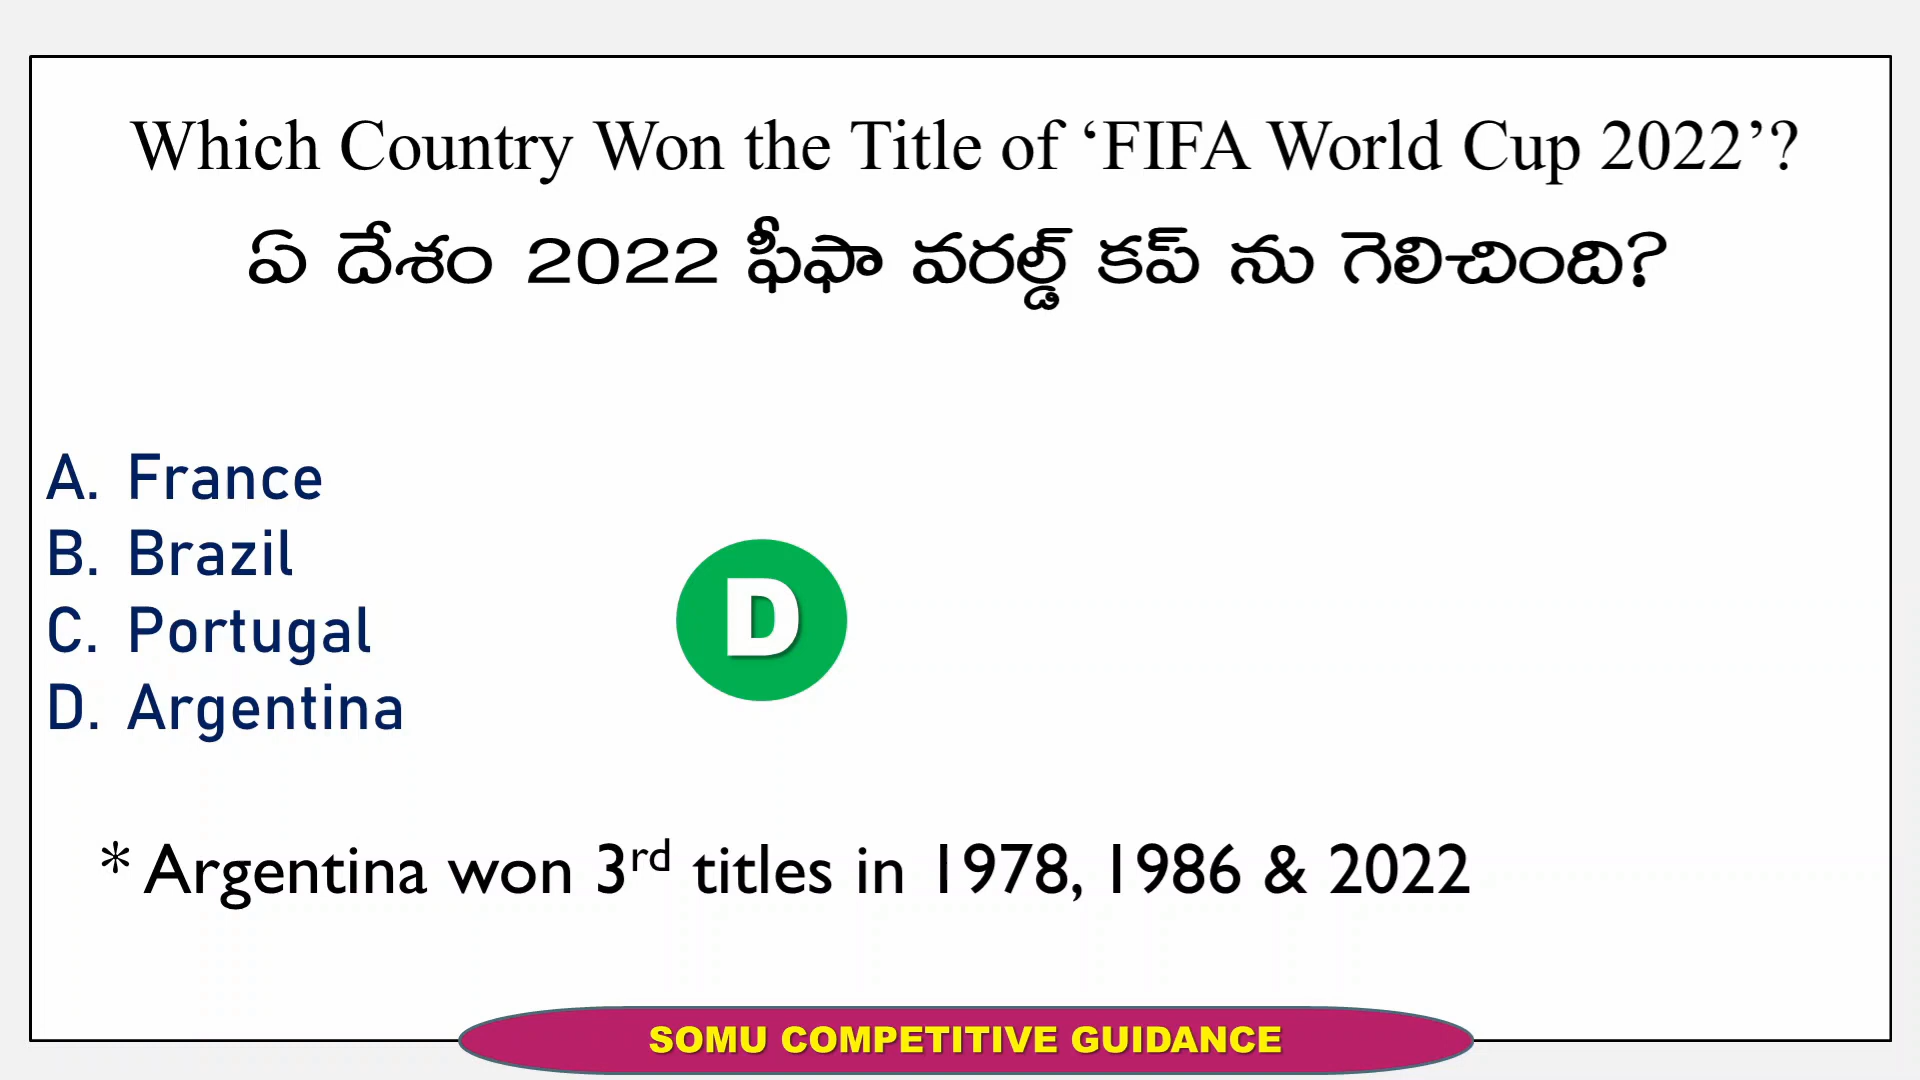 Which Country Won the Title of ‘FIFA World Cup 2022’?
ఏ దేశం 2022 ఫీఫా వరల్డ్ కప్ ను గెలిచింది?
A. France
B. Brazil
C. Portugal
D. Argentina
D
* Argentina won 3rd titles in 1978, 1986 & 2022
SOMU COMPETITIVE GUIDANCE